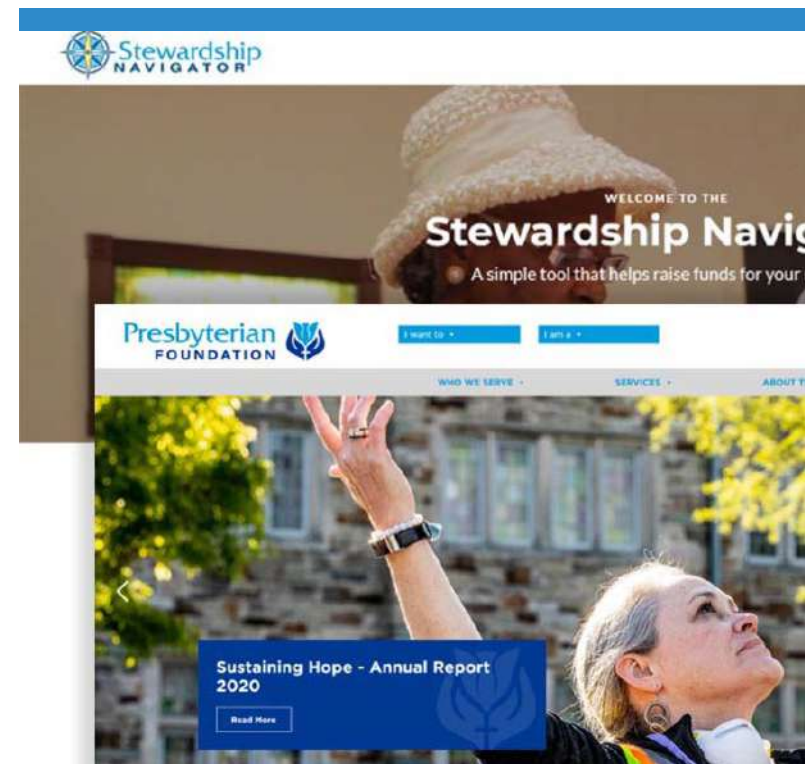 Stewardship
NAVIGATOR
WELCOME TO THE
Stewardship Navig
A simple tool that helps raise funds for your
Presbyterian
FOUNDATION
I want to
I am a
WHO WE SERVE
SERVICES
ABOUT T
Sustaining Hope - Annual Report
2020
Read More